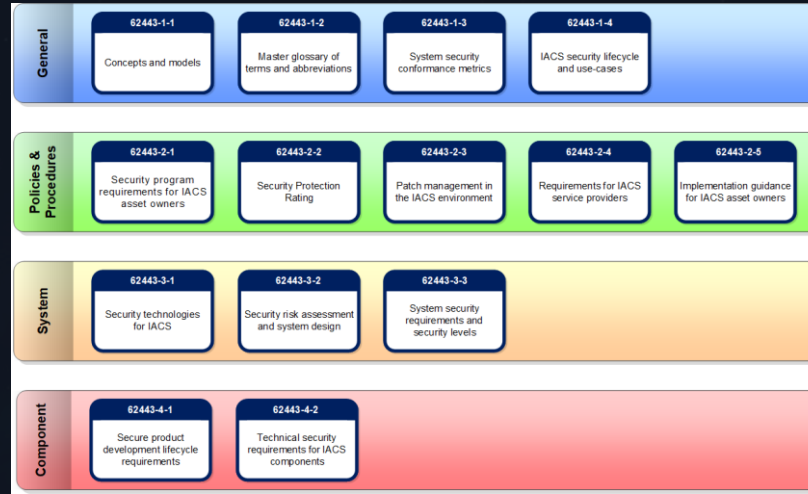 General
62443-1-1
Concepts and models
62443-1-2
Master glossary of
terms and abbreviations
62443-1-3
System security
conformance metrics
62443-1-4
IACS security lifecycle
and use-cases
Policies &
Procedures
62443-2-1
Security program
requirements for IACS
asset owners
62443-2-2
Security Protection
Rating
62443-2-3
Patch management in
the IACS environment
62443-2-4
Requirements for IACS
service providers
62443-2-5
Implementation guidance
for IACS asset owners
System
62443-3-1
Security technologies
for IACS
62443-3-2
Security risk assessment
and system design
62443-3-3
System security
requirements and
security levels
Component
62443-4-1
Secure product
development lifecycle
requirements
62443-4-2
Technical security
requirements for IACS
components